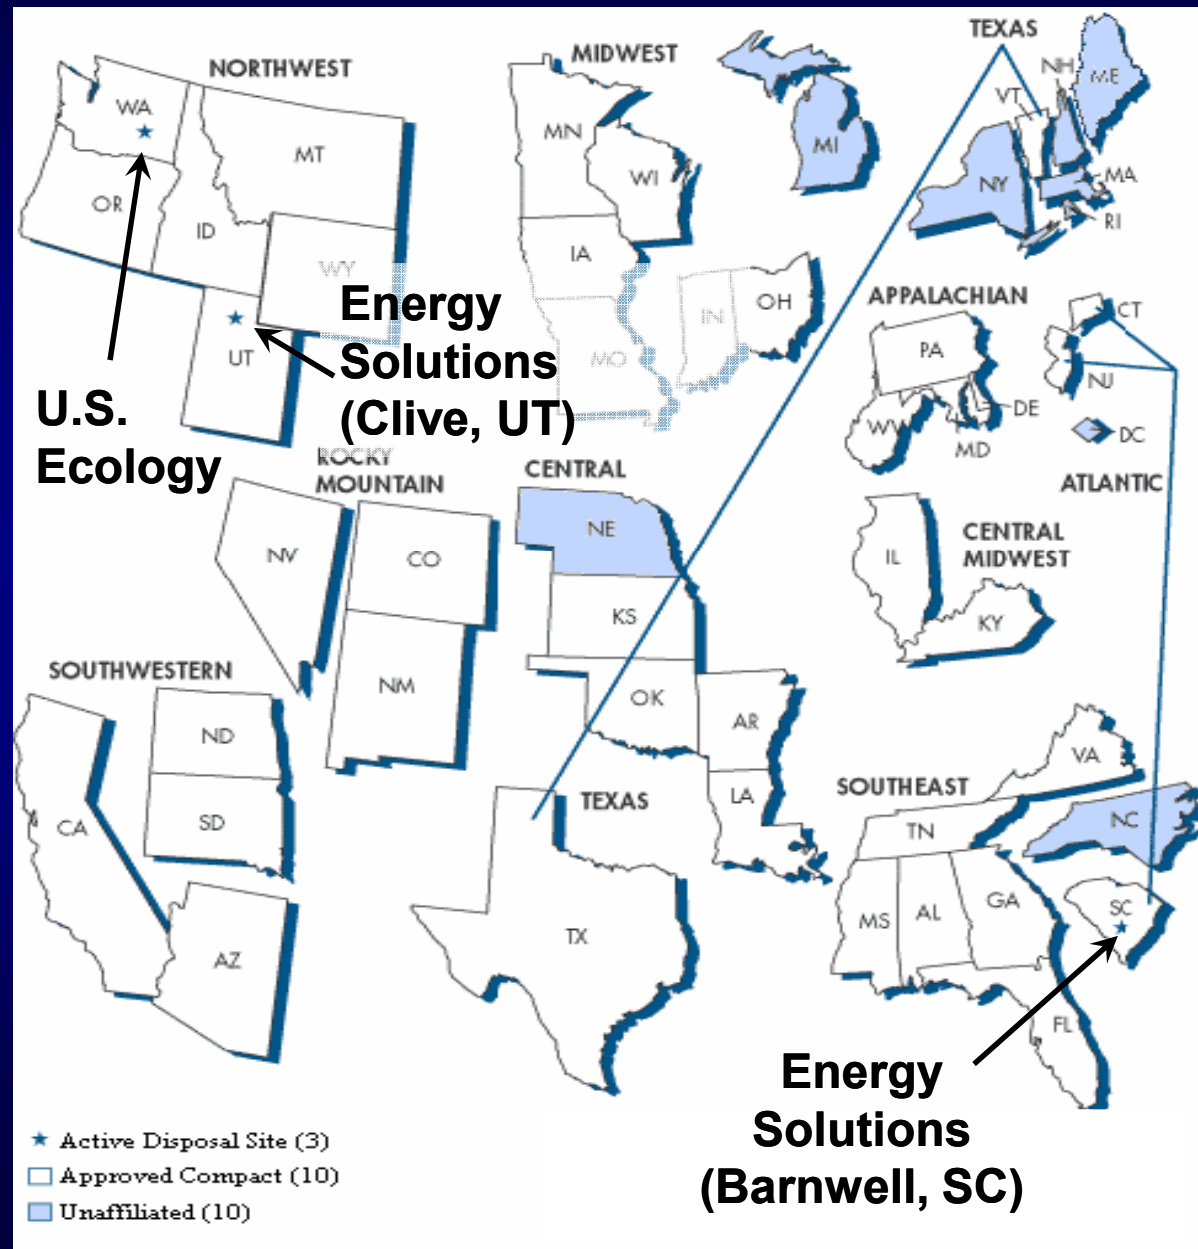 NORTHWEST
MIDWEST
TEXAS
WA
MT
OR
ID
WY
UT
MN
WI
IA
MO
IN
OH
MI
NH
ME
VT
NY
MA
RI
Energy
Solutions
(Clive, UT)
U.S.
Ecology
APPALACHIAN
PA
WV
MD
DE
CT
NJ
DC
ATLANTIC
ROCKY
MOUNTAIN
NV
CO
NM
CENTRAL
NE
KS
OK
AR
LA
CENTRAL
MIDWEST
IL
KY
SOUTHWESTERN
ND
SD
CA
AZ
TEXAS
TX
SOUTHEAST
VA
TN
NC
MS
AL
GA
SC
FL
Energy
Solutions
(Barnwell, SC)
Active Disposal Site (3)
Approved Compact (10)
Unaffiliated (10)